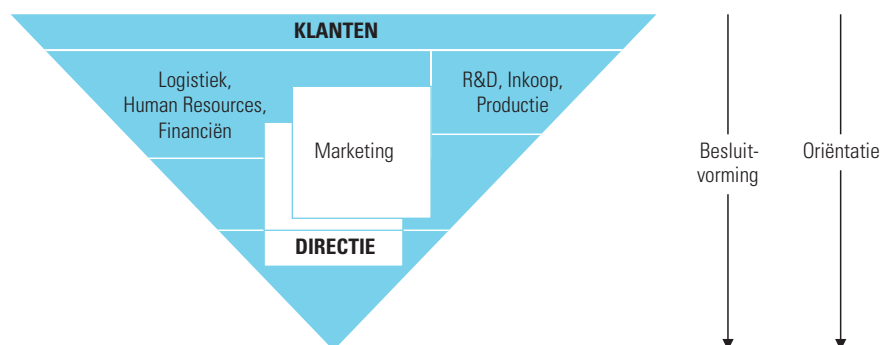 KLANTEN
Logistiek,
Human Resources,
Financiën
R&D, Inkoop,
Productie
Marketing
DIRECTIE
Besluit-
vorming
Oriëntatie